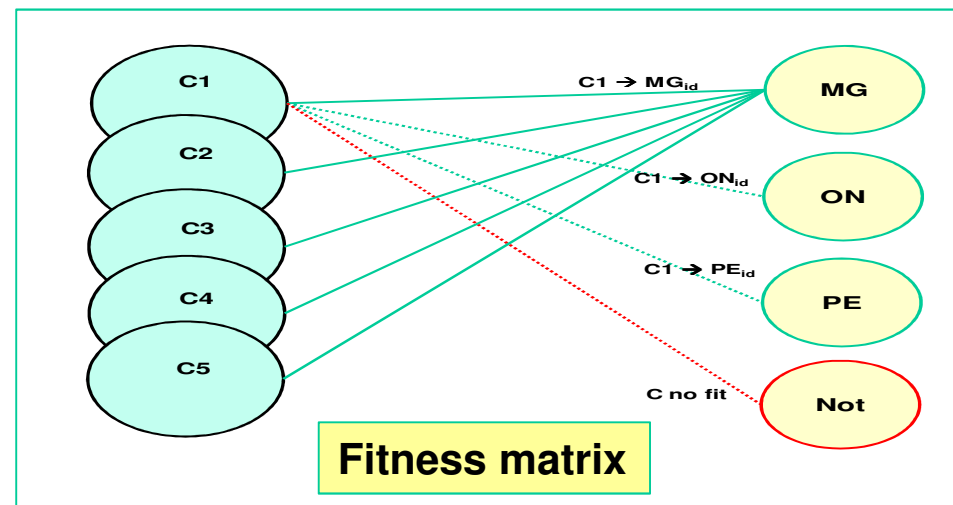 C1
C2
C3
C4
C5
C1 → MGid
C1 → ONid
C1 → PEid
C no fit
MG
ON
PE
Not
Fitness matrix